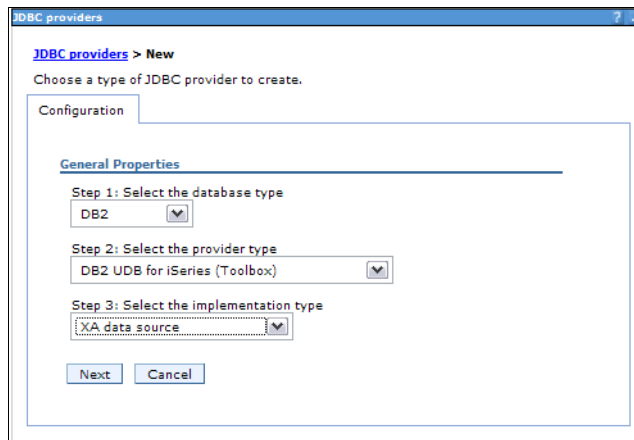 JDBC providers ?
JDBC providers > New
Choose a type of JDBC provider to create.
Configuration
General Properties
Step 1: Select the database type
DB2
Step 2: Select the provider type
DB2 UDB for iSeries (Toolbox)
Step 3: Select the implementation type
XA data source
Next Cancel